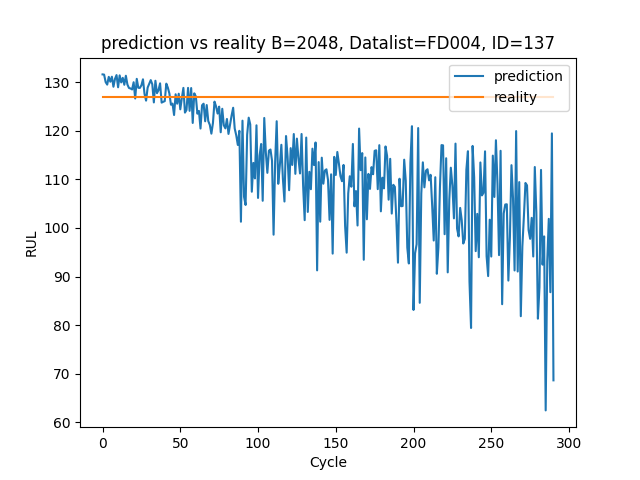 prediction vs reality B=2048, Datalist=FD004, ID=137
prediction
reality
RUL
130
120
110
100
90
80
70
60
0 50 100 150 200 250 300
Cycle